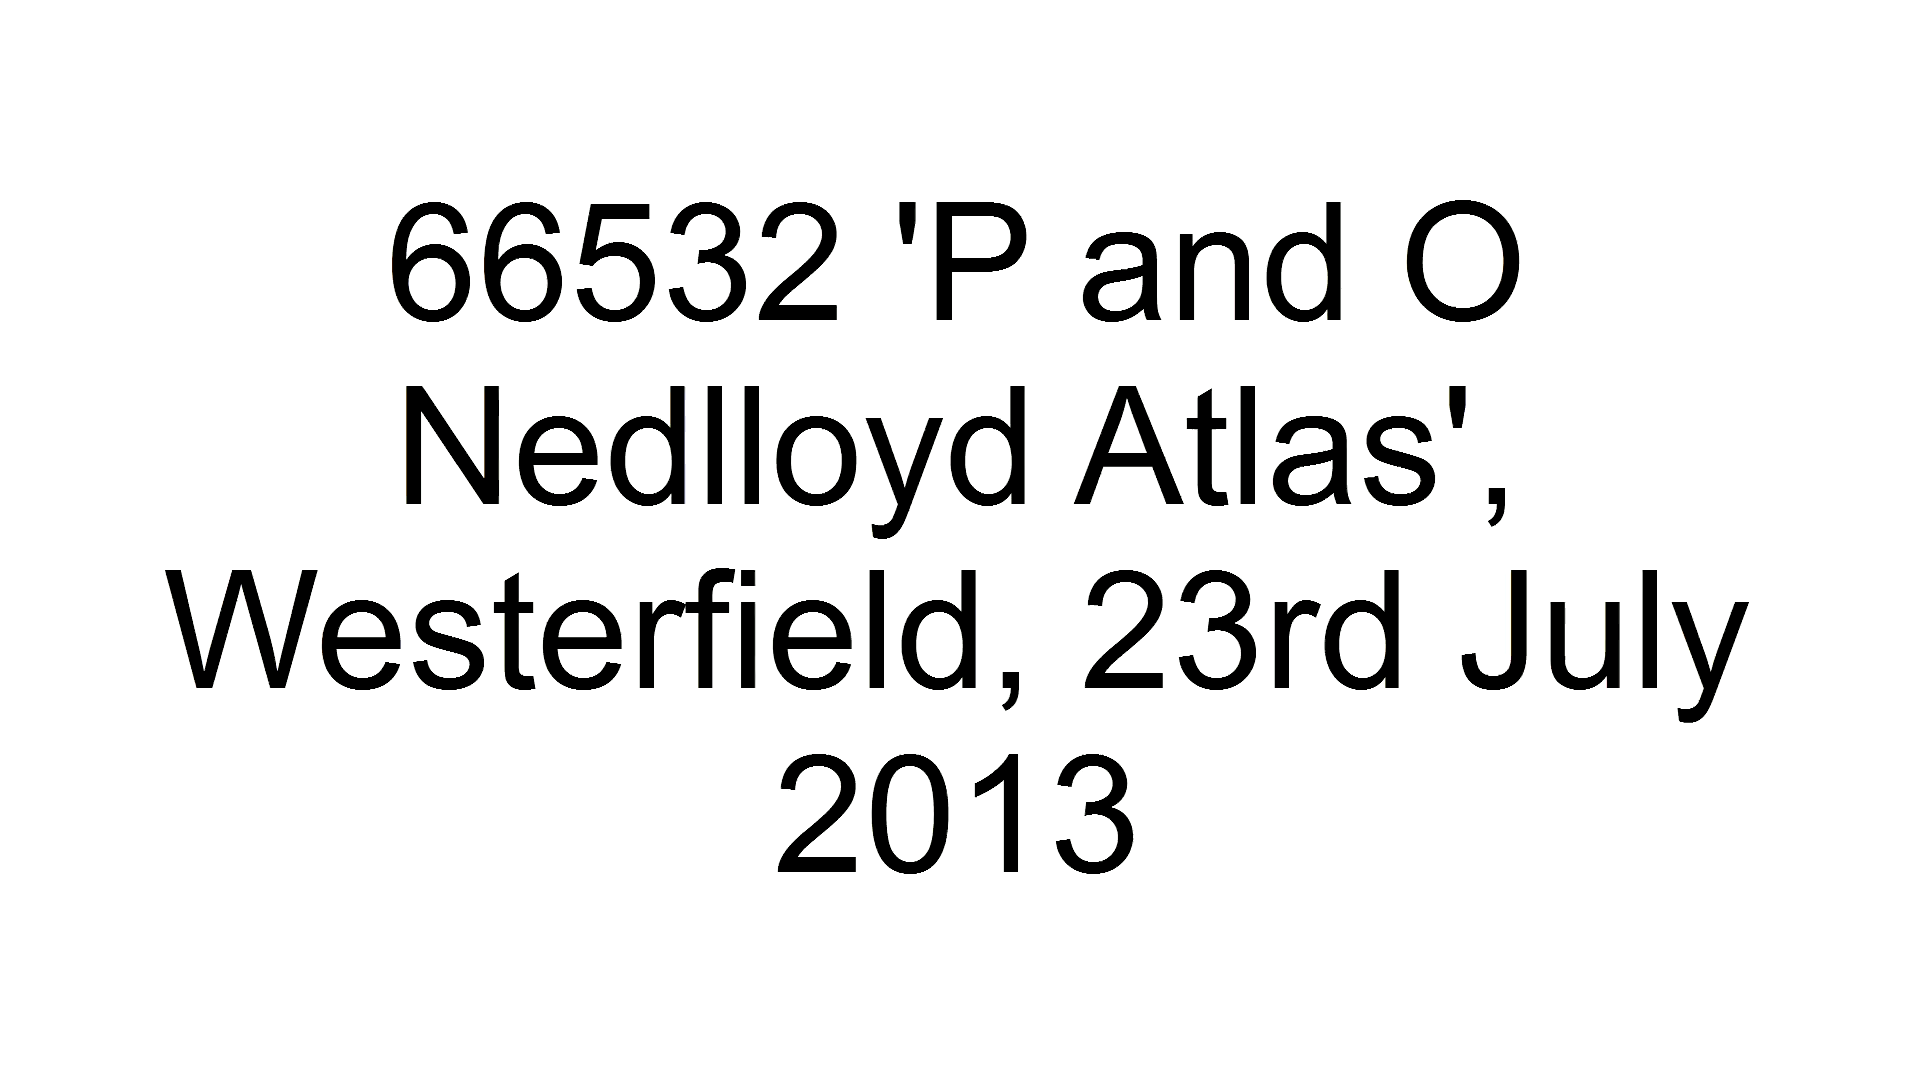 66532 'P and O
Nedlloyd Atlas',
Westerfield, 23rd July
2013